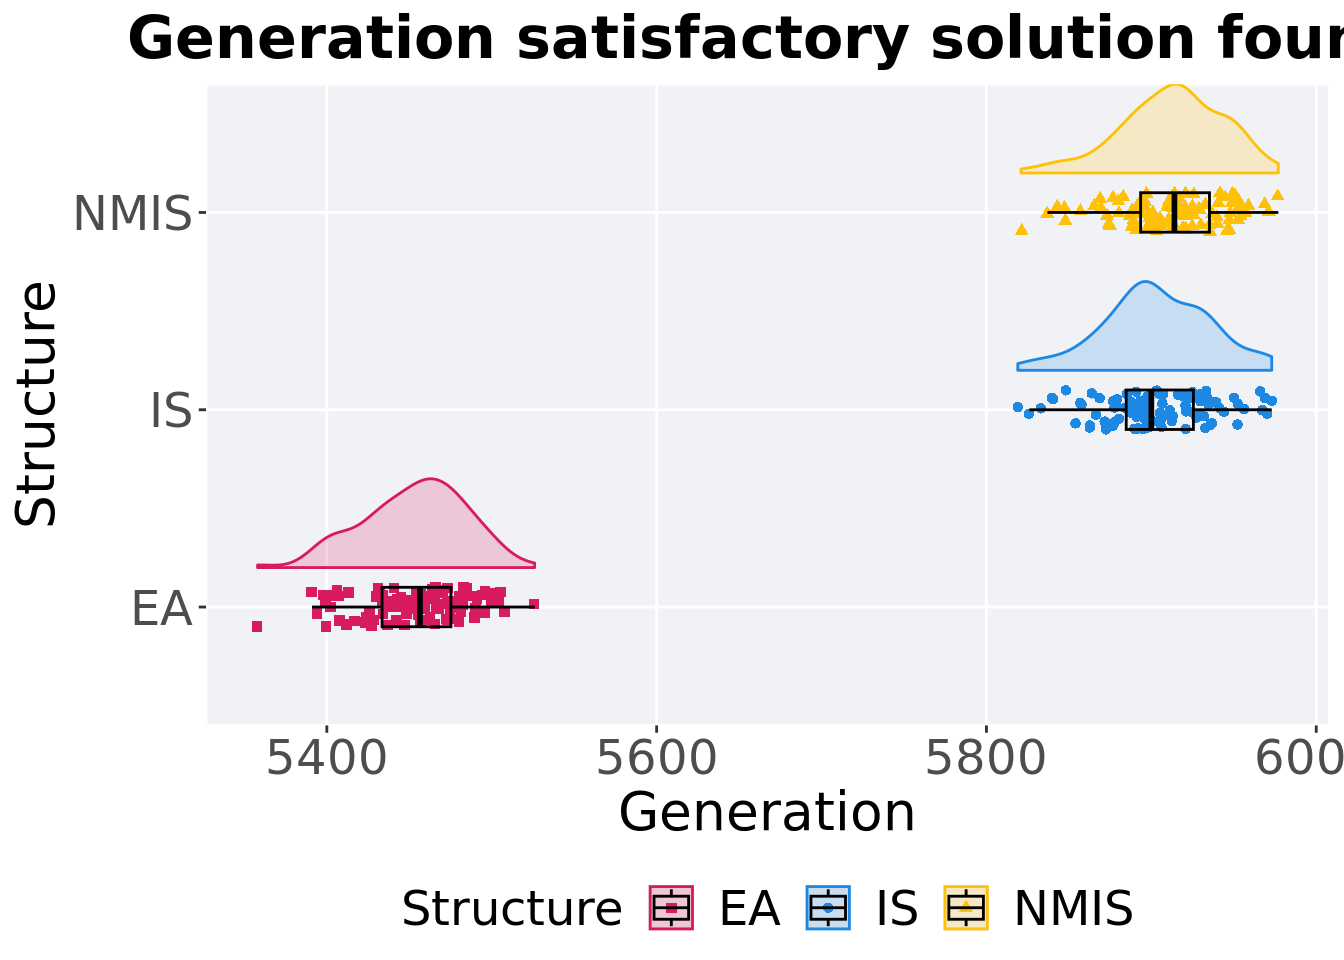 Generation satisfactory solution four
NMIS
IS
EA
Structure
5400 5600 5800 600
Generation
Structure EA IS NMIS